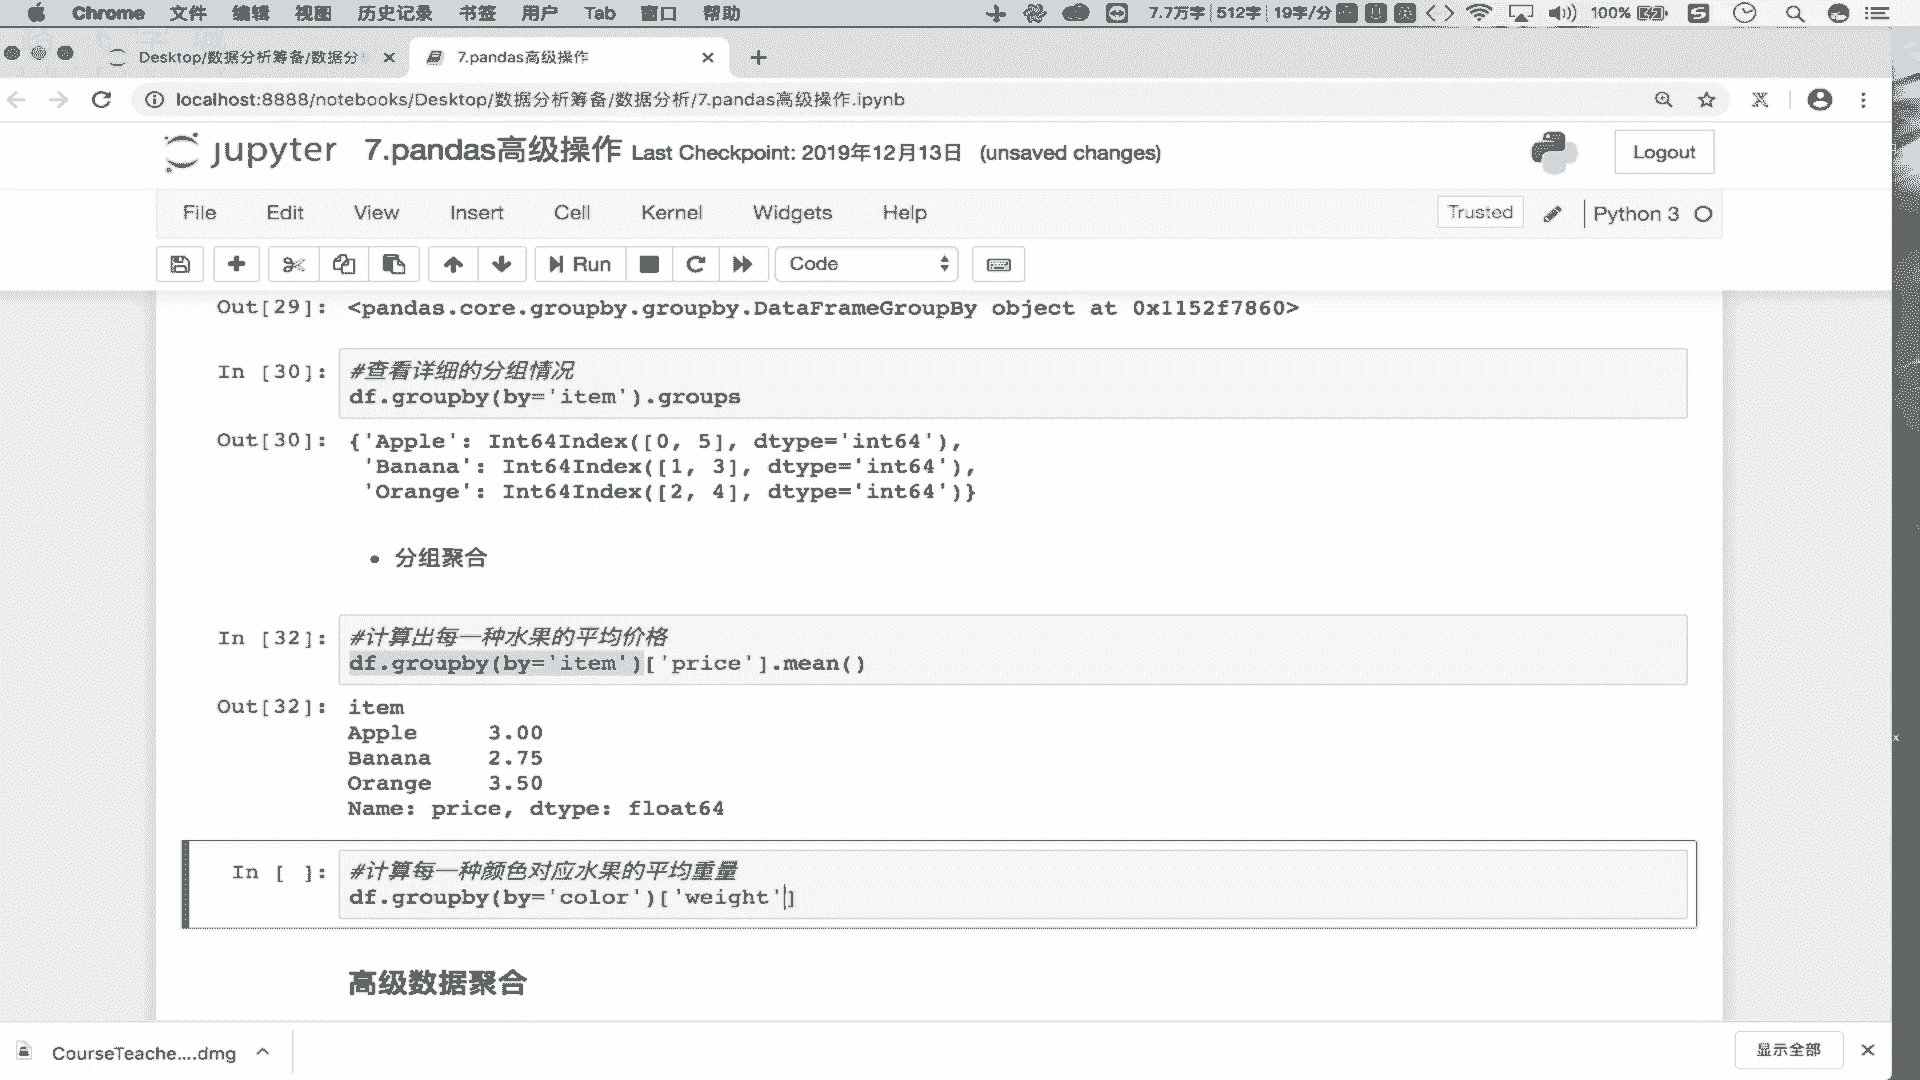 Chrome 文件 编辑 视图 历史记录 书签 用户 Tab 窗口 帮助 7.7万字 512字 19字/分 100%
Desktop/数据分析筹备/数据分 7.pandas高级操作
localhost:8888/notebooks/Desktop/数据分析筹备/数据分析/7.pandas高级操作.ipynb
jupyter 7.pandas高级操作 Last Checkpoint: 2019年12月13日 (unsaved changes) Logout
File Edit View Insert Cell Kernel Widgets Help Trusted Python 3
Run Code
Out[29]: <pandas.core.groupby.groupby.DataFrameGroupBy object at 0x1152f7860>
In [30]: #查看详细的分组情况
df.groupby(by='item').groups
Out[30]: {'Apple': Int64Index([0, 5], dtype='int64'),
'Banana': Int64Index([1, 3], dtype='int64'),
'Orange': Int64Index([2, 4], dtype='int64')}
• 分组聚合
In [32]: #计算出每一种水果的平均价格
df.groupby(by='item')['price'].mean()
Out[32]: item
Apple 3.00
Banana 2.75
Orange 3.50
Name: price, dtype: float64
In [ ]: #计算每一种颜色对应水果的平均重量
df.groupby(by='color')['weight']
高级数据聚合
CourseTeache....dmg 显示全部